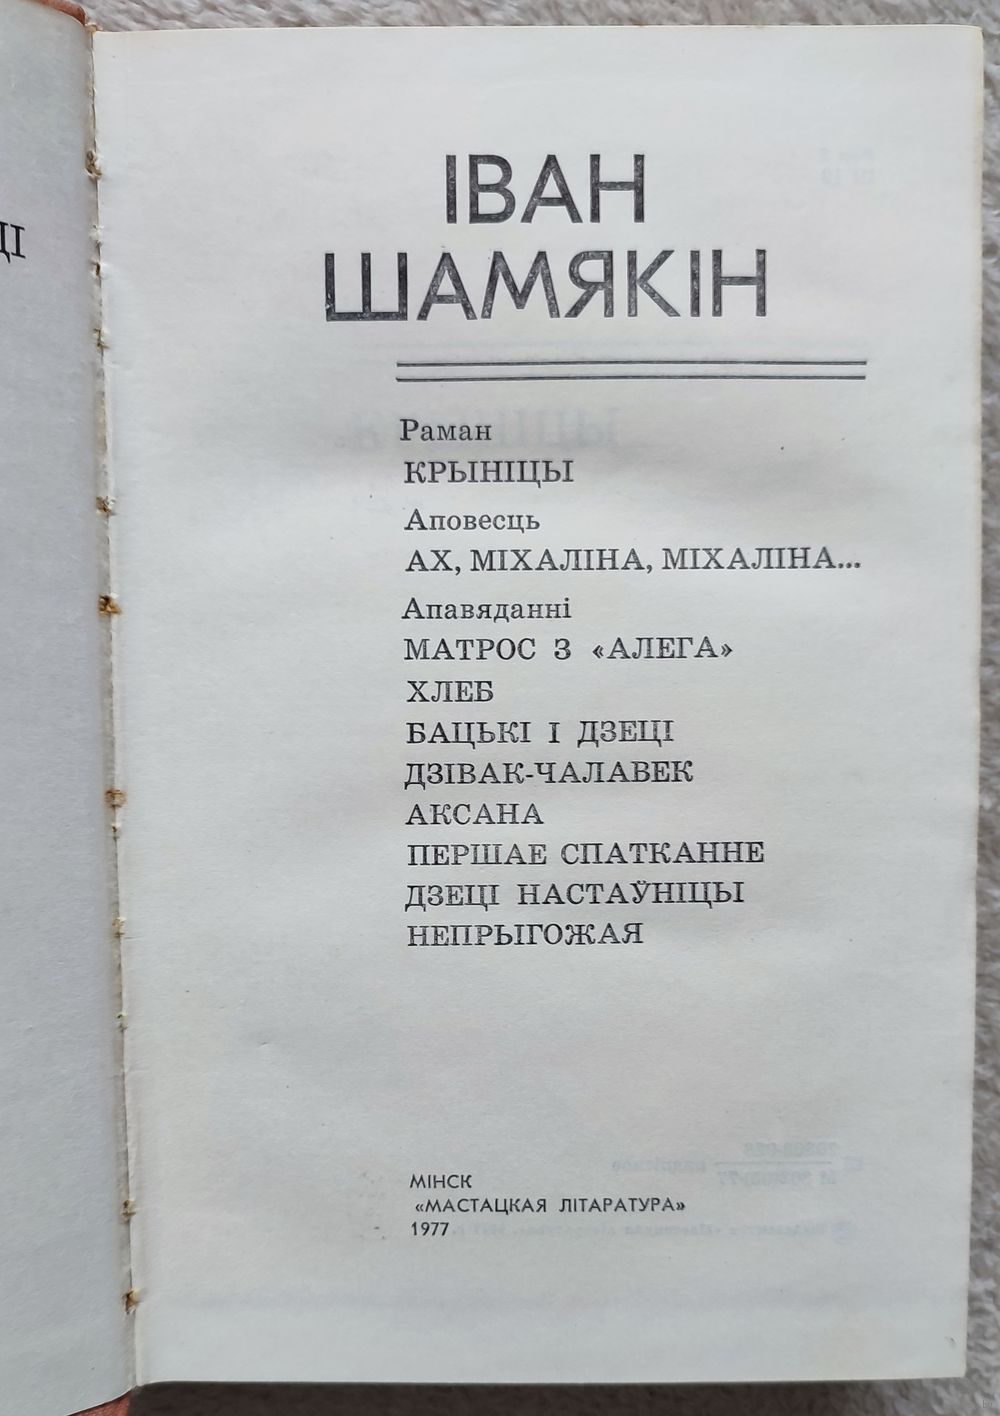 ІВАН
ШАМЯКІН
Раман
КРЫНІЦЫ
Аповесць
АХ, МІХАЛІНА, МІХАЛІНА...
Апавяданні
МАТРОС З «АЛЕГА»
ХЛЕБ
БАЦЬКІ І ДЗЕЦІ
ДЗІВАК-ЧАЛАВЕК
АКСАНА
ПЕРШАЕ СПАТКАННЕ
ДЗЕЦІ НАСТАЎНІЦЫ
НЕПРЫГОЖАЯ
МІНСК
«МАСТАЦКАЯ ЛІТАРАТУРА»
1977